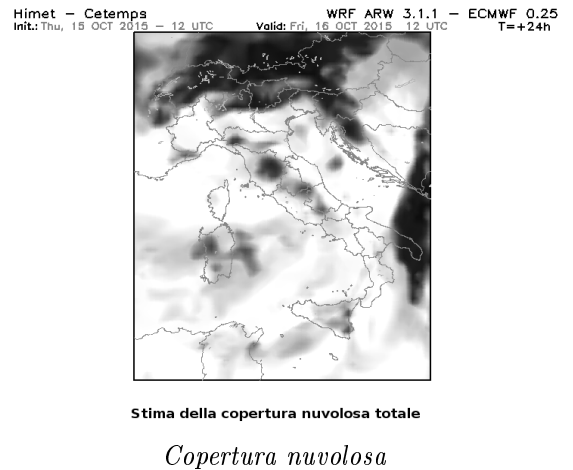 Himet – Cetemps WRF ARW 3.1.1 – ECMWF 0.25
Init.: Thu, 15 OCT 2015 – 12 UTC Valid: Fri, 16 OCT 2015 12 UTC T=+24h
Stima della copertura nuvolosa totale
Copertura nuvolosa